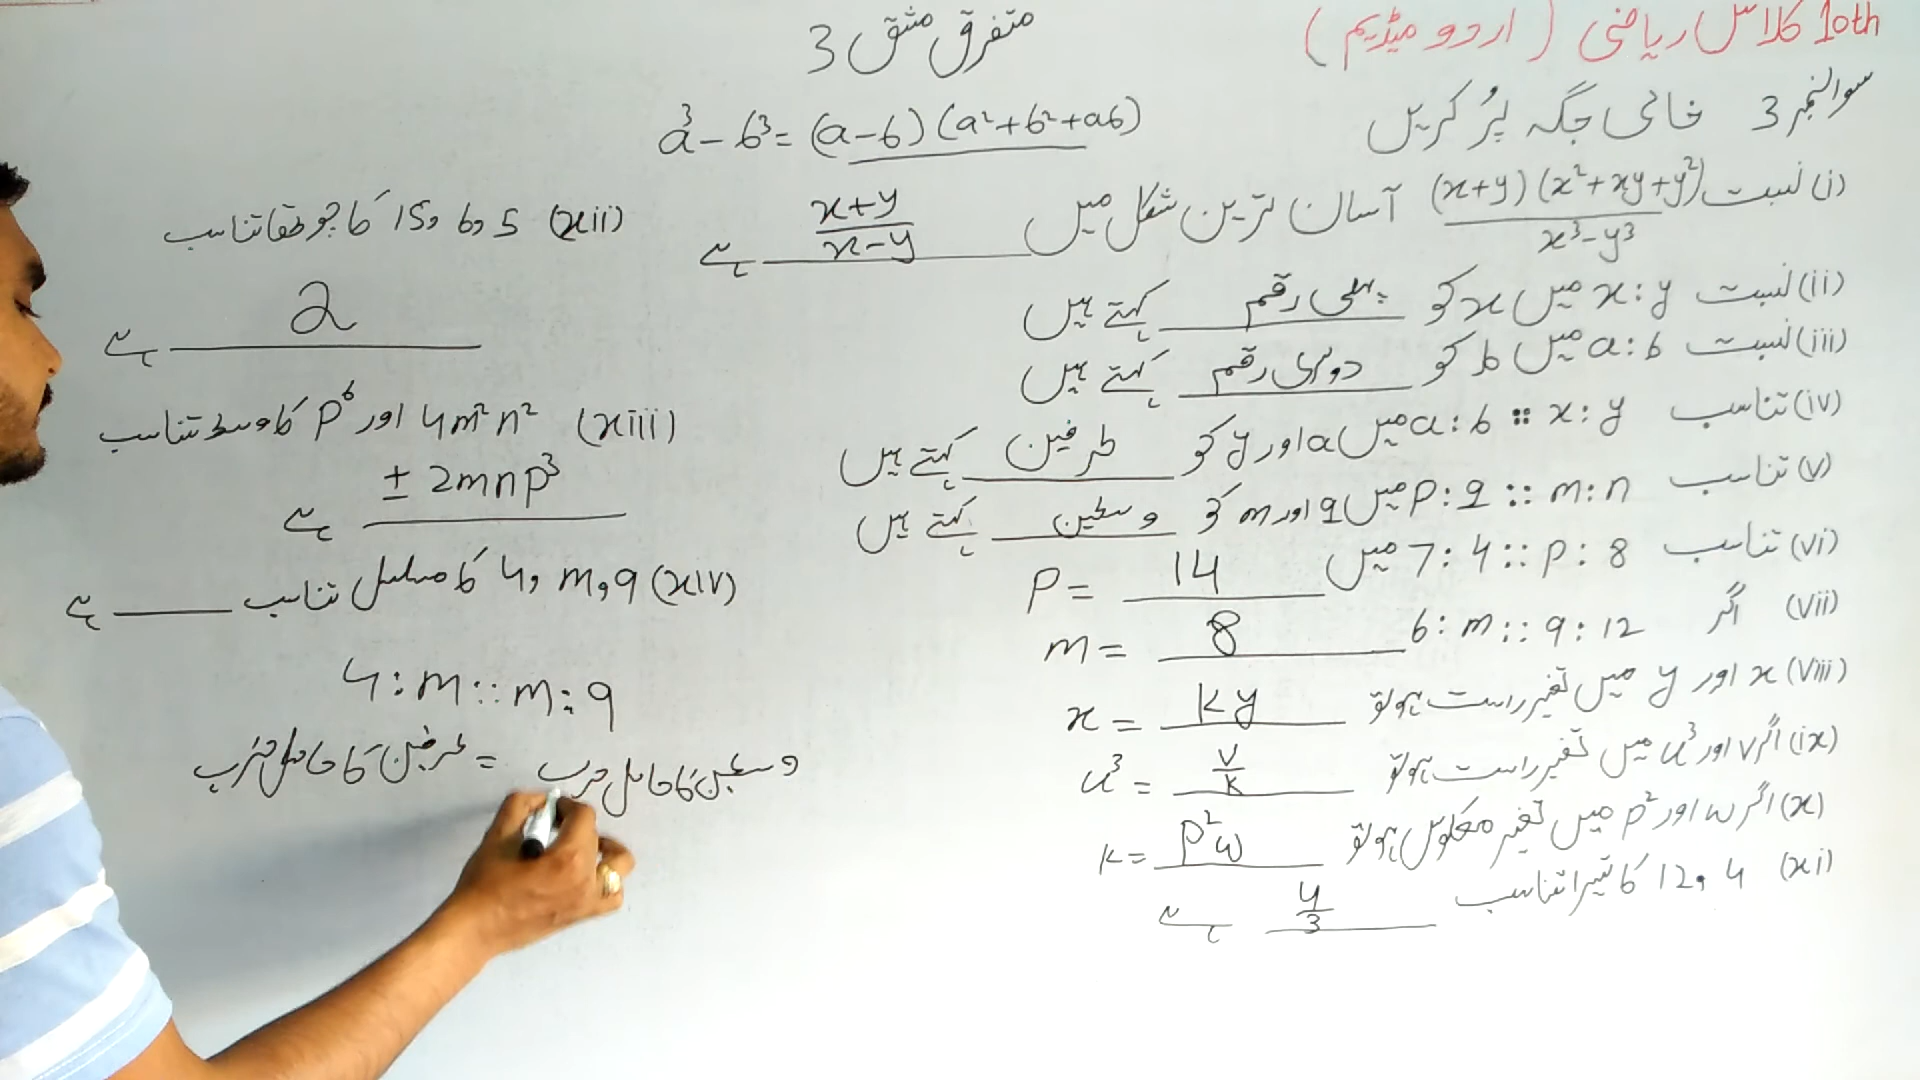 10th کلاس ریاضی (اردو میڈیم)
متفرق مشق 3
سوالنمبر 3 خالی جگہ پُر کریں
a³ - b³ = (a-b) (a²+b²+ab)
(i) نسبت (x+y)(x²+xy+y²) / x³-y³ آسان ترین شکل میں x+y / x-y ہے
(ii) نسبت x:y میں x کو پہلی رقم کہتے ہیں
(iii) نسبت a:b میں b کو دوسری رقم کہتے ہیں
(iv) تناسب a:b :: x:y میں a اور y کو طرفین کہتے ہیں
(v) تناسب p:q :: m:n میں q اور m کو وسطین کہتے ہیں
(vi) تناسب 7:4 :: p:8 میں p = 14
(vii) اگر 6:m :: 9:12 m = 8
(viii) x اور y میں تغیر راست ہو تو x = ky
(ix) اگر v اور u³ میں تغیر راست ہو تو u³ = v/k
(x) اگر w اور p² میں تغیر معکوس ہو تو k = p²w
(xi) 4 و 12 کا تیسرا تناسب 4/3 ہے
(xii) 5 و 6 و 15 کا چوتھا تناسب
2 ہے
(xiii) 4m²n² اور p⁶ کا وسط تناسب
± 2mnp³ ہے
(xiv) 4 و m و 9 کا مسلسل تناسب ____ ہے
4:m::m:9
وسطین کا حاصل ضرب = طرفین کا حاصل ضرب